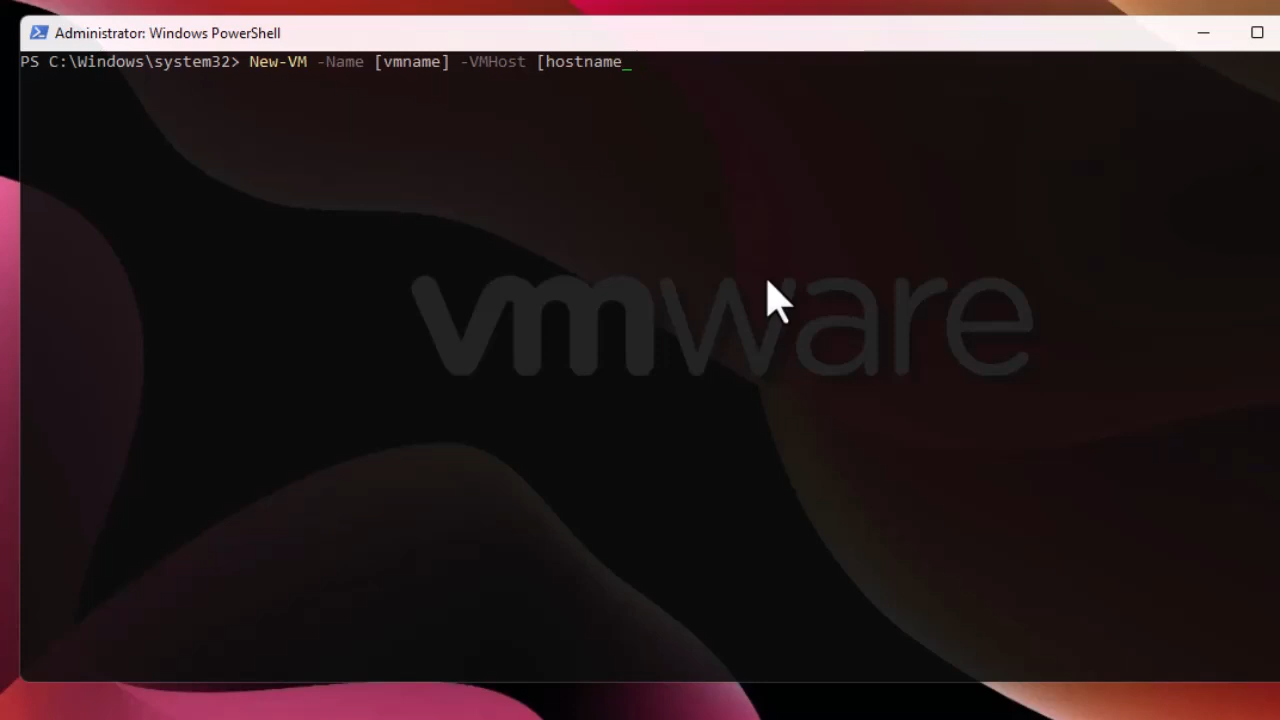 Administrator: Windows PowerShell
PS C:\Windows\system32> New-VM -Name [vmname] -VMHost [hostname_
vmware